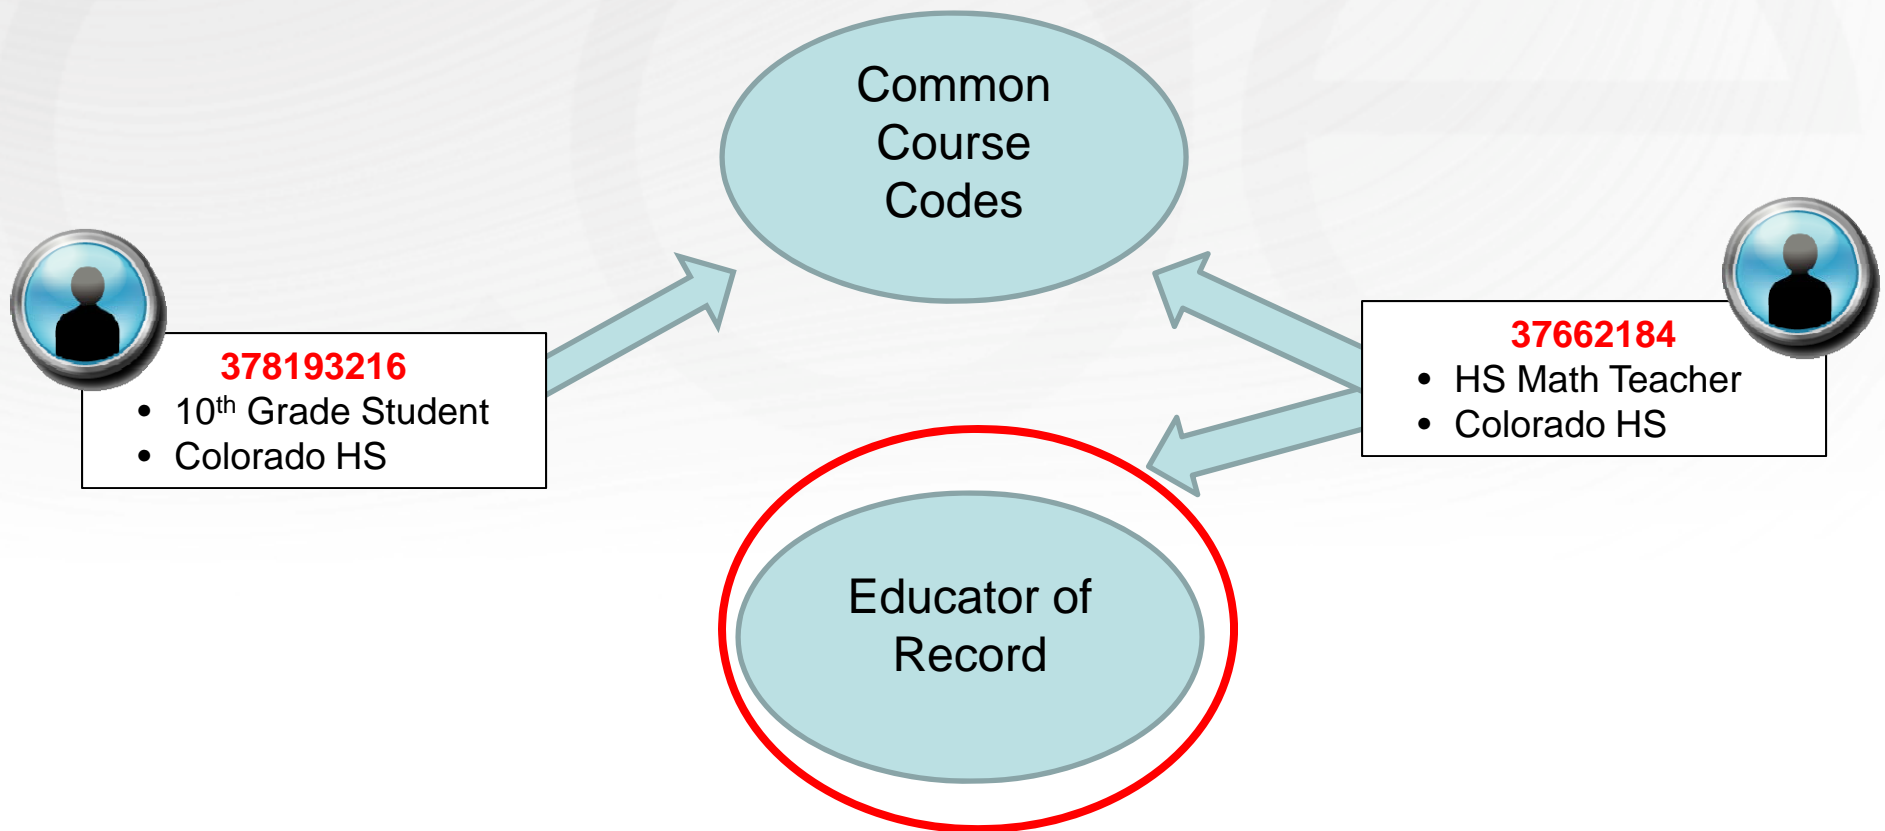 Common
Course
Codes
378193216
• 10th Grade Student
• Colorado HS
37662184
• HS Math Teacher
• Colorado HS
Educator of
Record